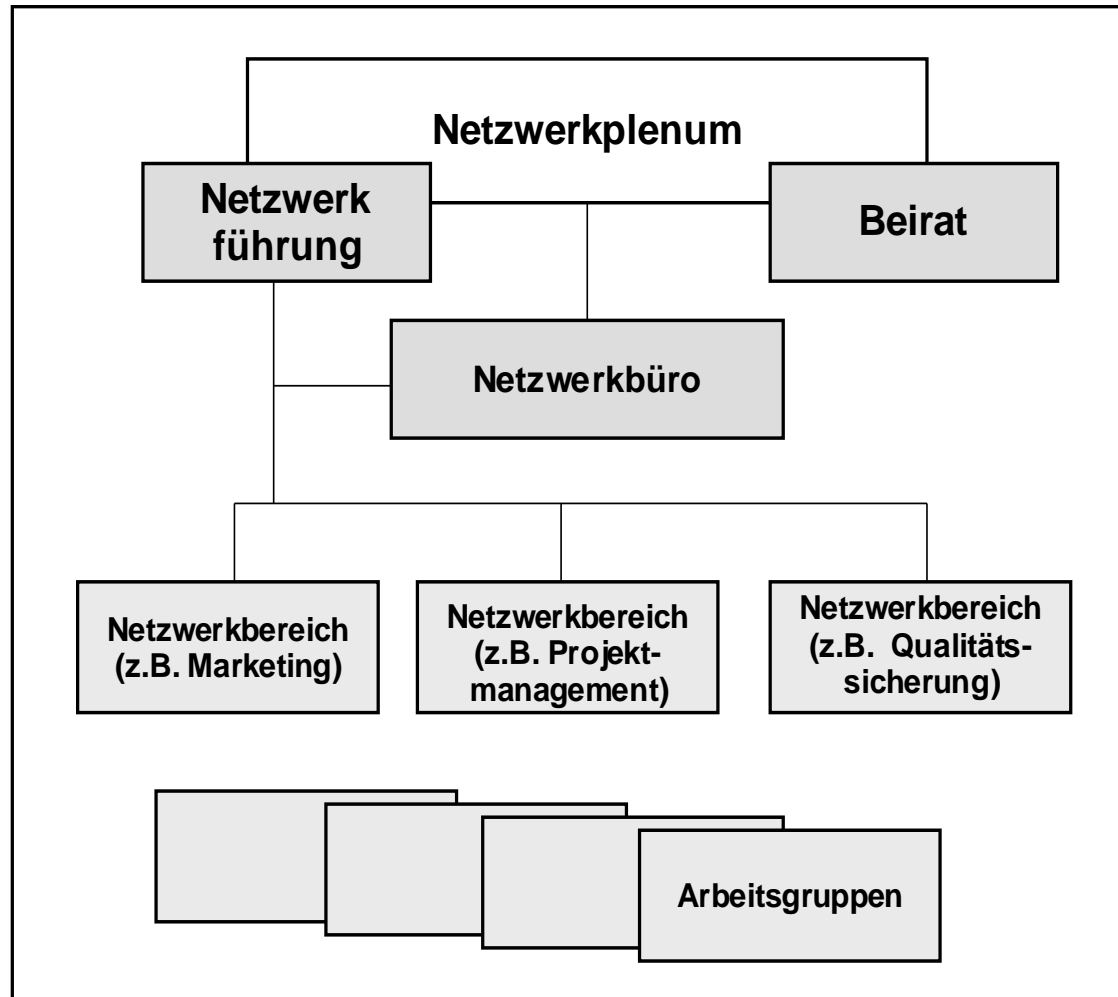 Netzwerkplenum
Netzwerk
führung
Beirat
Netzwerkbüro
Netzwerkbereich
(z.B. Marketing)
Netzwerkbereich
(z.B. Projekt-
management)
Netzwerkbereich
(z.B. Qualitäts-
sicherung)
Arbeitsgruppen